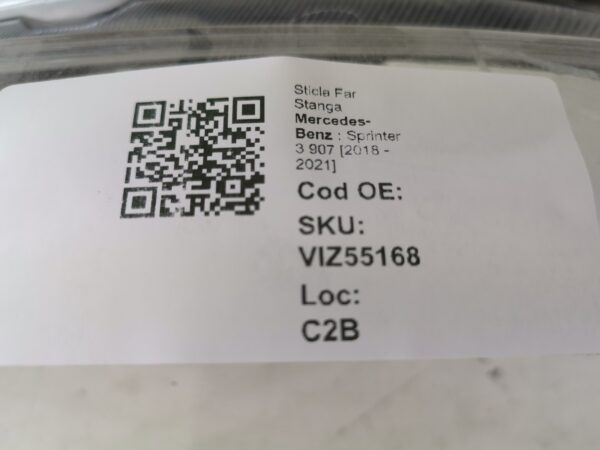 Sticla Far
Stanga
Mercedes-
Benz : Sprinter
3 907 [2018 -
2021]
Cod OE:
SKU:
VIZ55168
Loc:
C2B